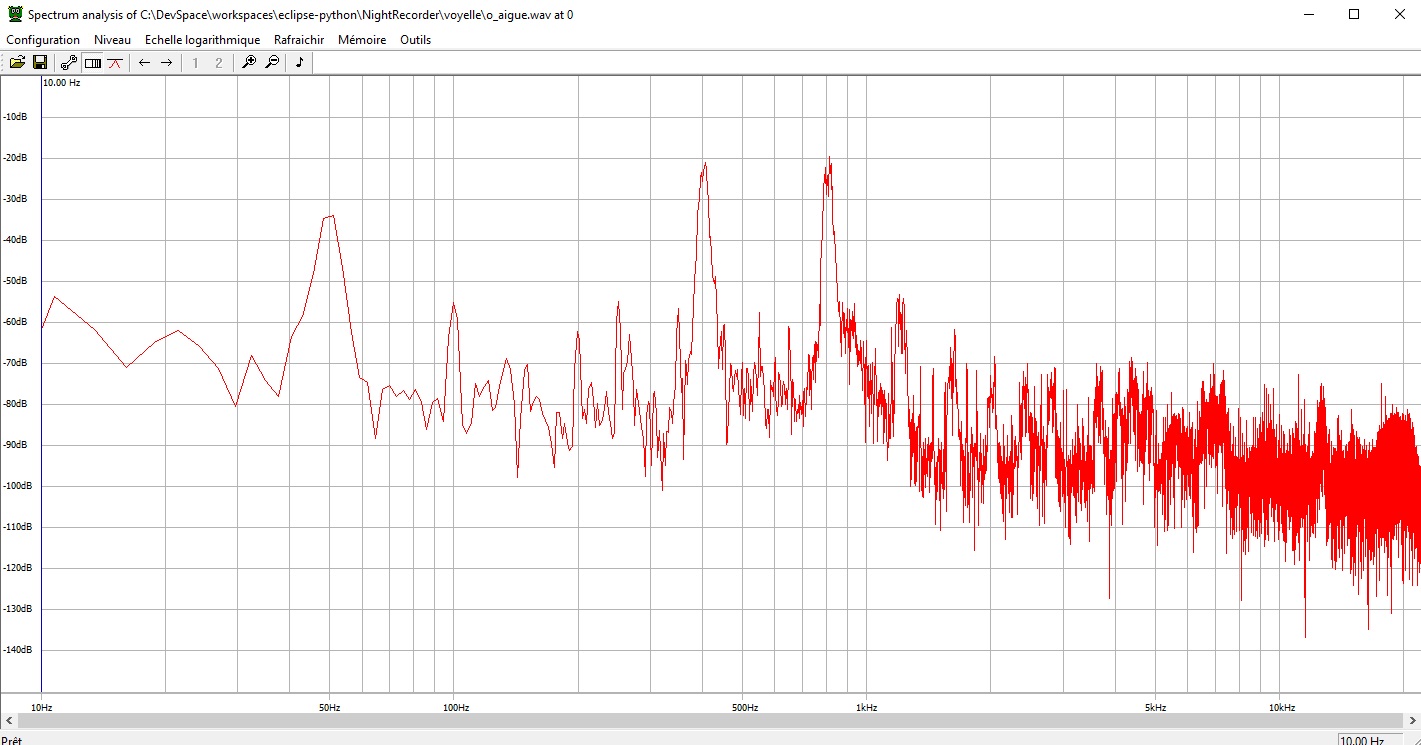 Spectrum analysis of C:\DevSpace\workspaces\eclipse-python\NightRecorder\voyelle\o_aigue.wav at 0
Configuration Niveau Echelle logarithmique Rafraichir Mémoire Outils
1 2
10.00 Hz
-10dB
-20dB
-30dB
-40dB
-50dB
-60dB
-70dB
-80dB
-90dB
-100dB
-110dB
-120dB
-130dB
-140dB
10Hz 50Hz 100Hz 500Hz 1kHz 5kHz 10kHz
Prêt 10.00 Hz